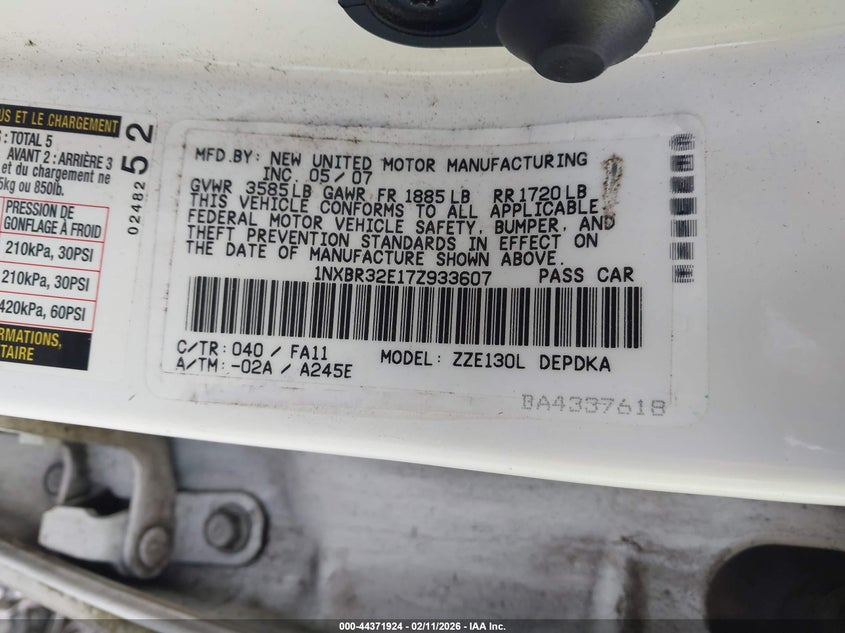 US ET LE CHARGEMENT
: TOTAL 5
AVANT 2 : ARRIÈRE 3
et du chargement ne
5kg ou 850lb.
PRESSION DE
GONFLAGE À FROID
210kPa, 30PSI
210kPa, 30PSI
420kPa, 60PSI
RMATIONS,
TAIRE
02482 52
MFD.BY: NEW UNITED MOTOR MANUFACTURING
INC 05/07
GVWR 3585LB GAWR FR 1885LB RR1720LB
THIS VEHICLE CONFORMS TO ALL APPLICABLE
FEDERAL MOTOR VEHICLE SAFETY, BUMPER, AND
THEFT PREVENTION STANDARDS IN EFFECT ON
THE DATE OF MANUFACTURE SHOWN ABOVE.
1NXBR32E17Z933607 PASS CAR
C/TR: 040 / FA11 MODEL: ZZE130L DEPDKA
A/TM: -02A / A245E
BA4337618
000-44371924 | 02/11/2026 - IAA Inc.